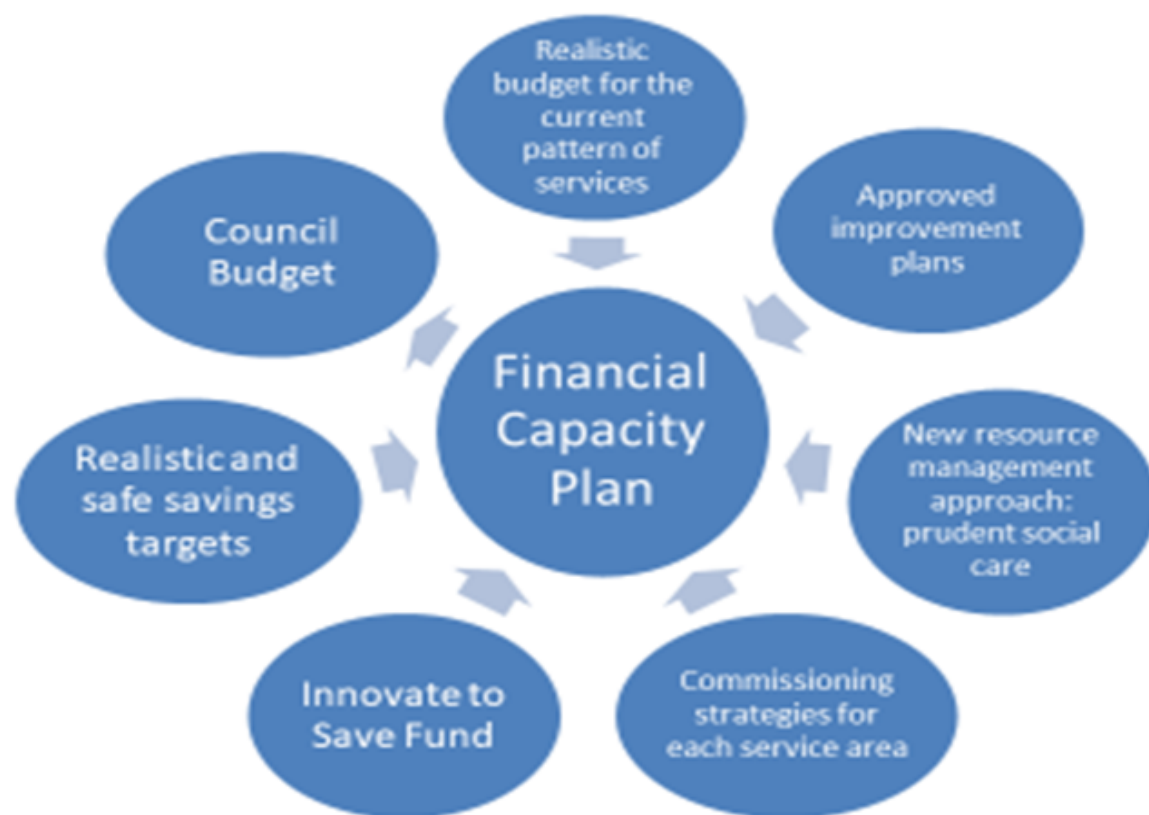 Realistic
budget for the
current
pattern of
services
Approved
improvement
plans
New resource
management
approach:
prudent social
care
Commissioning
strategies for
each service area
Innovate to
Save Fund
Realistic and
safe savings
targets
Council
Budget
Financial
Capacity
Plan